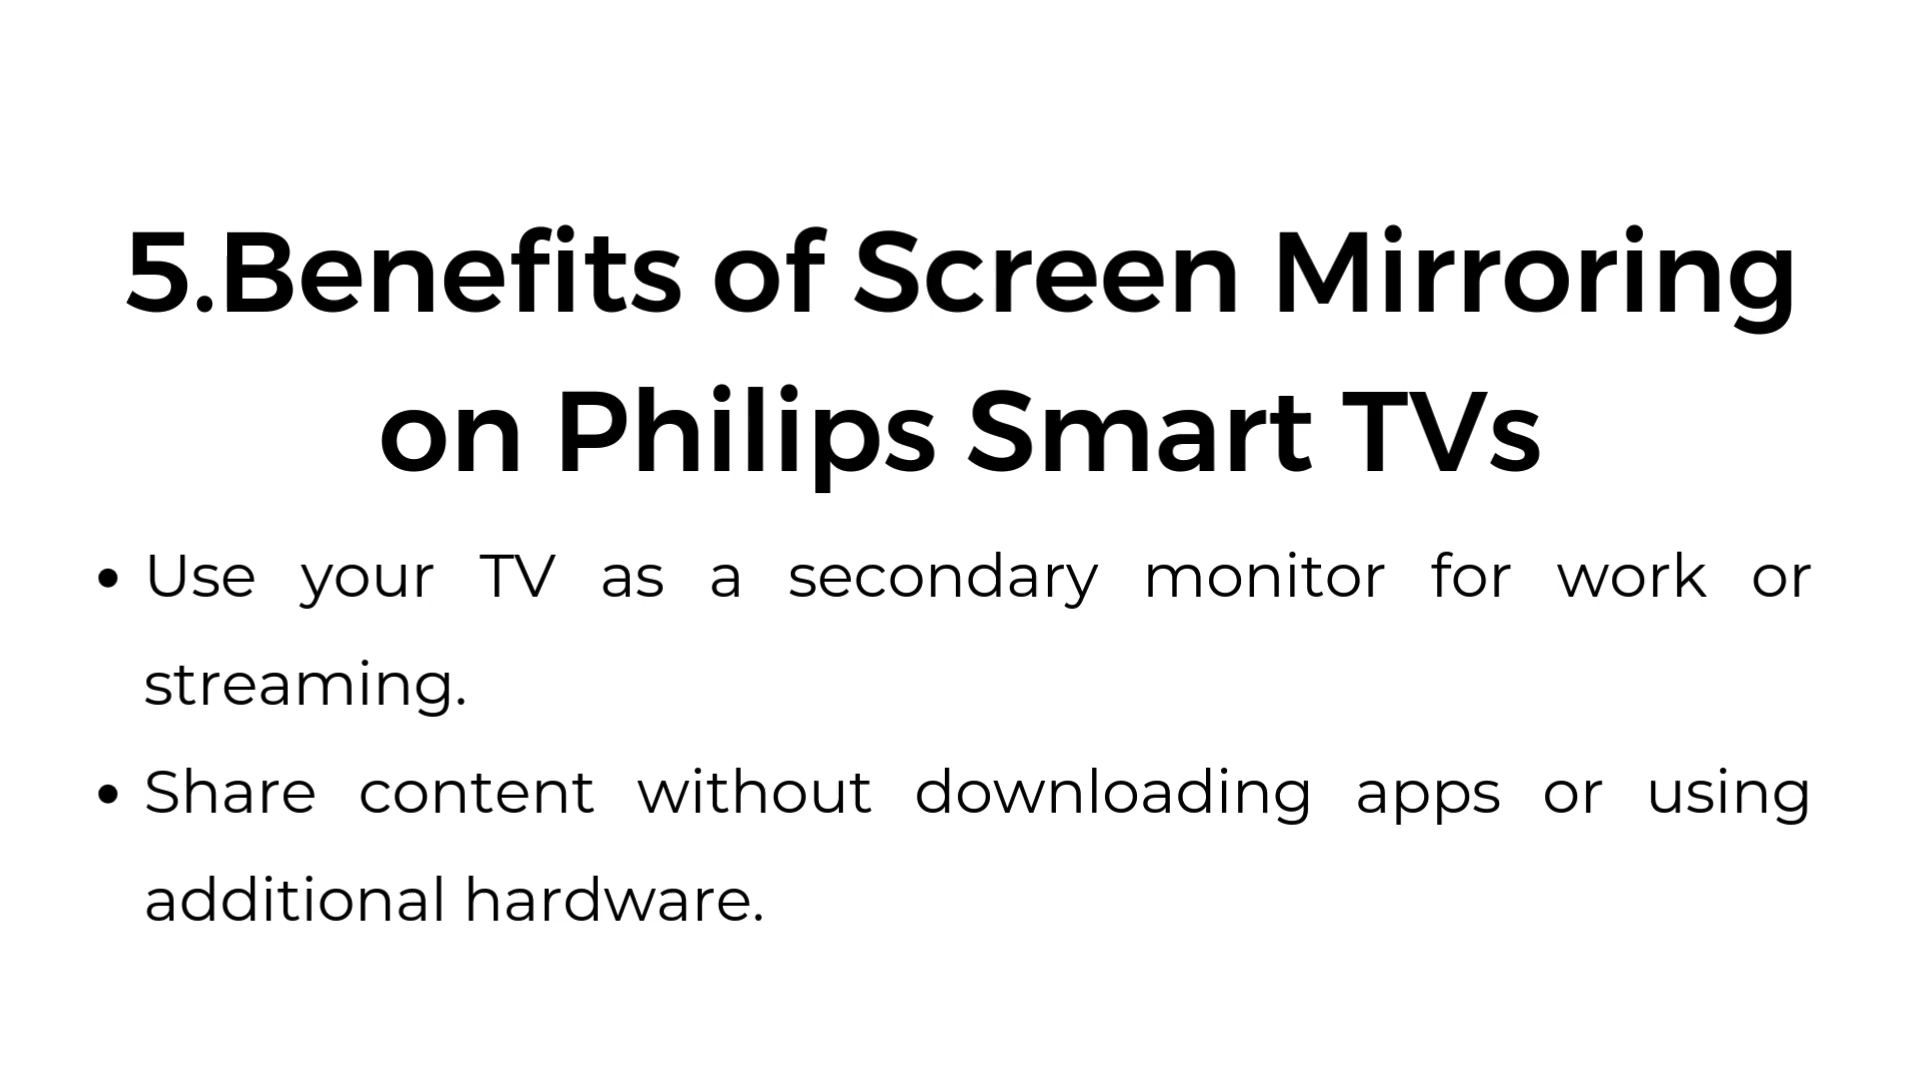 5.Benefits of Screen Mirroring
on Philips Smart TVs
• Use your TV as a secondary monitor for work or
streaming.
• Share content without downloading apps or using
additional hardware.